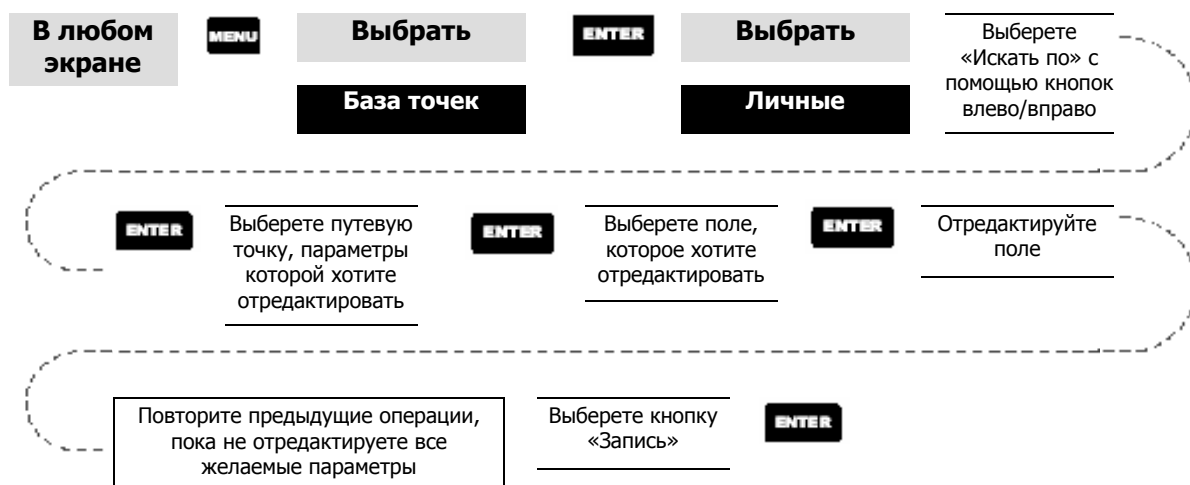 В любом
экране
MENU
Выбрать
База точек
ENTER
Выбрать
Личные
Выберете
«Искать по» с
помощью кнопок
влево/вправо
ENTER
Выберете путевую
точку, параметры
которой хотите
отредактировать
ENTER
Выберете поле,
которое хотите
отредактировать
ENTER
Отредактируйте
поле
Повторите предыдущие операции,
пока не отредактируете все
желаемые параметры
Выберете кнопку
«Запись»
ENTER